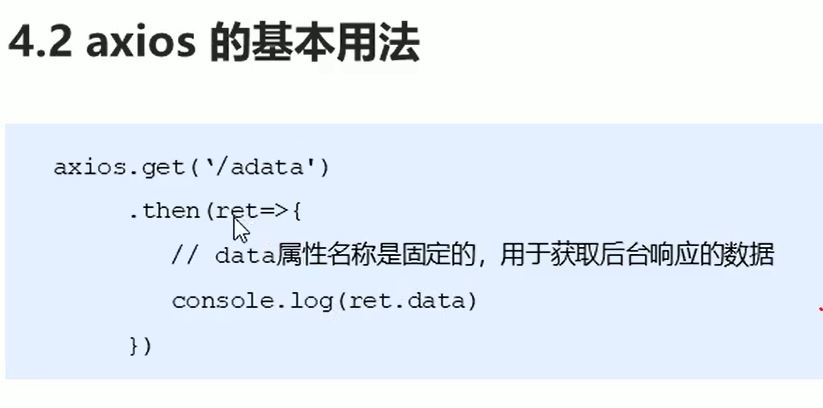 4.2 axios 的基本用法
axios.get('/adata')
.then(ret=>{
// data属性名称是固定的，用于获取后台响应的数据
console.log(ret.data)
})